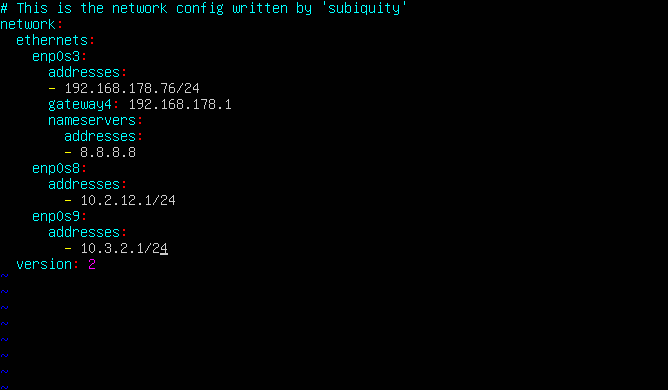 # This is the network config written by 'subiquity'
network:
  ethernets:
    enp0s3:
      addresses:
      - 192.168.178.76/24
      gateway4: 192.168.178.1
      nameservers:
        addresses:
        - 8.8.8.8
    enp0s8:
      addresses:
        - 10.2.12.1/24
    enp0s9:
      addresses:
        - 10.3.2.1/24
  version: 2
~
~
~
~
~
~
~
~